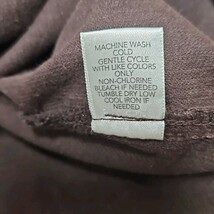 MACHINE WASH
COLD
GENTLE CYCLE
WITH LIKE COLORS
ONLY
NON-CHLORINE
BLEACH IF NEEDED
TUMBLE DRY LOW
COOL IRON IF
NEEDED